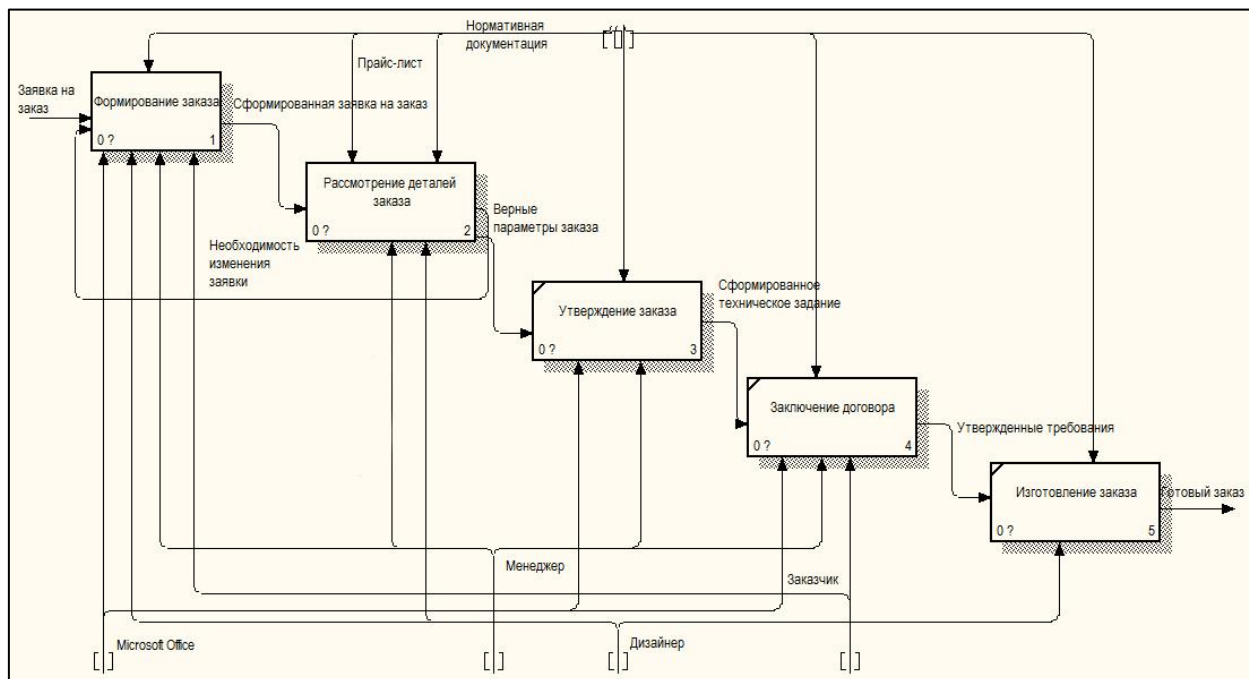 Нормативная
документация
Прайс-лист
Заявка на
заказ
Формирование заказа
0 ?
1
Сформированная заявка на заказ
Рассмотрение деталей
заказа
0 ?
2
Верные
параметры заказа
Необходимость
изменения
заявки
Утверждение заказа
0 ?
3
Сформированное
техническое задание
Заключение договора
0 ?
4
Утвержденные требования
Изготовление заказа
0 ?
5
Готовый заказ
Менеджер
Заказчик
Microsoft Office
Дизайнер